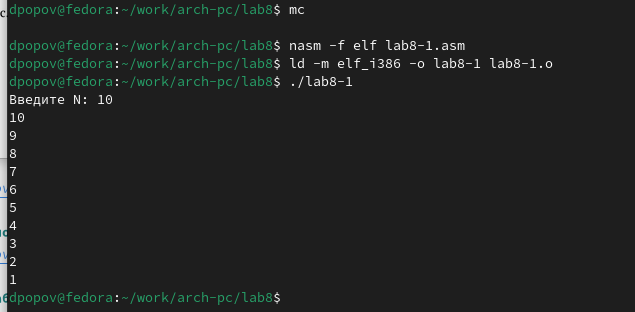 dpopov@fedora:~/work/arch-pc/lab8$ mc
dpopov@fedora:~/work/arch-pc/lab8$ nasm -f elf lab8-1.asm
dpopov@fedora:~/work/arch-pc/lab8$ ld -m elf_i386 -o lab8-1 lab8-1.o
dpopov@fedora:~/work/arch-pc/lab8$ ./lab8-1
Введите N: 10
10
9
8
7
6
5
4
3
2
1
dpopov@fedora:~/work/arch-pc/lab8$